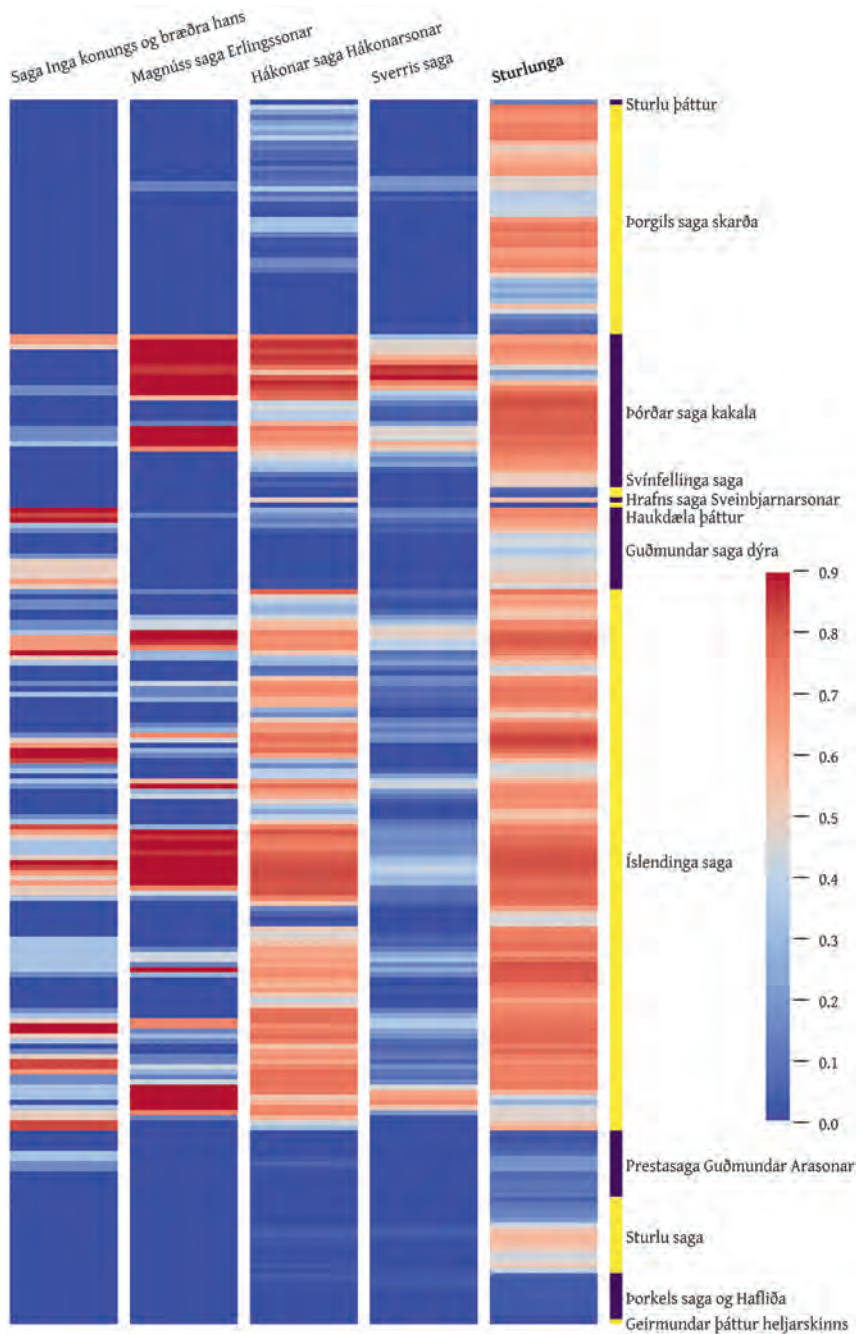 Saga Inga konungs og bræðra hans
Magnúss saga Erlingssonar
Hákonar saga Hákonarsonar
Sverris saga
Sturlunga
Sturlu þáttur
Þorgils saga skarða
Þórðar saga kakala
Svínfellinga saga
Hrafns saga Sveinbjarnarsonar
Haukdæla þáttur
Guðmundar saga dýra
0.9
0.8
0.7
0.6
0.5
0.4
0.3
0.2
0.1
0.0
Íslendinga saga
Prestasaga Guðmundar Arasonar
Sturlu saga
Þorkels saga og Hafliða
Geirmundar þáttur heljarskinns